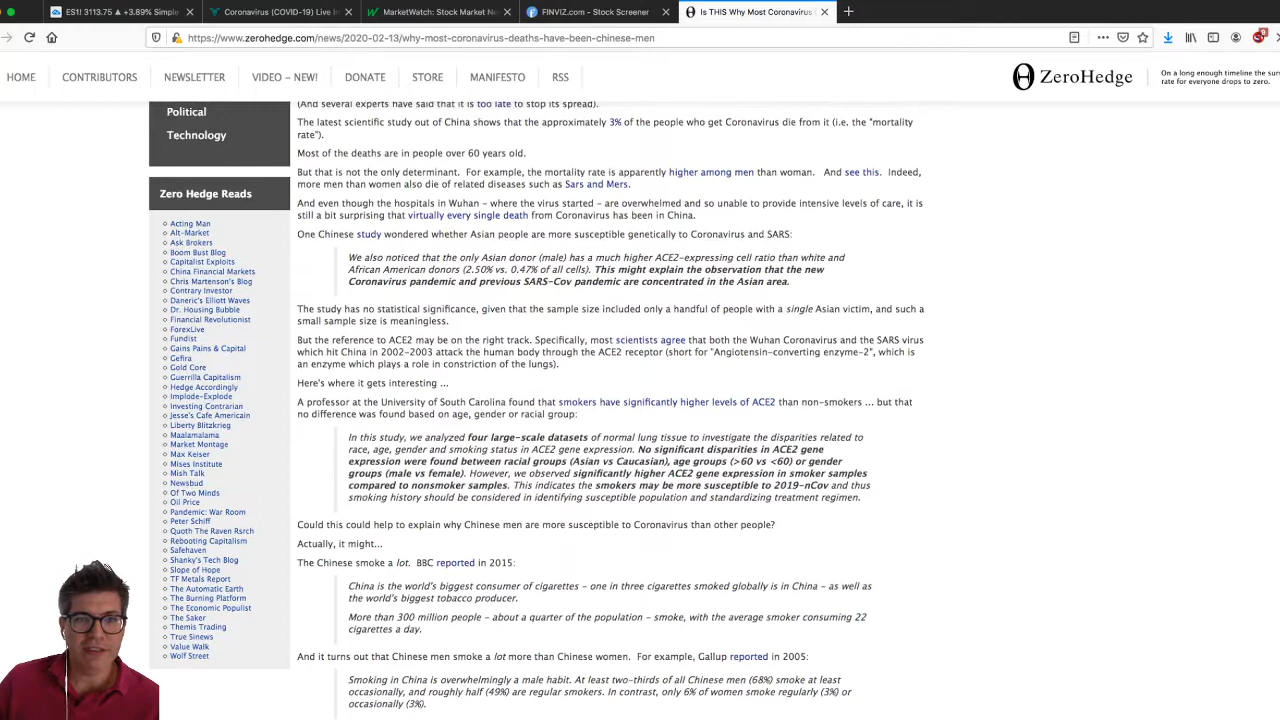 ES1! 3113.75 ▲ +3.89% Simple
Coronavirus (COVID-19) Live In
MarketWatch: Stock Market Ne
FINVIZ.com - Stock Screener
Is THIS Why Most Coronavirus
https://www.zerohedge.com/news/2020-02-13/why-most-coronavirus-deaths-have-been-chinese-men
HOME
CONTRIBUTORS
NEWSLETTER
VIDEO – NEW!
DONATE
STORE
MANIFESTO
RSS
ZeroHedge
On a long enough timeline the sur
rate for everyone drops to zero.
Political
Technology
Zero Hedge Reads
Acting Man
Alt-Market
Ask Brokers
Boom Bust Blog
Capitalist Exploits
China Financial Markets
Chris Martenson's Blog
Contrary Investor
Daneric's Elliott Waves
Dr. Housing Bubble
Financial Revolutionist
ForexLive
Fundist
Gains Pains & Capital
Gefira
Gold Core
Guerrilla Capitalism
Hedge Accordingly
Implode-Explode
Investing Contrarian
Jesse's Cafe Americain
Liberty Blitzkrieg
Maalamalama
Market Montage
Max Keiser
Mises Institute
Mish Talk
Newsbud
Of Two Minds
Oil Price
Pandemic: War Room
Peter Schiff
Quoth The Raven Rsrch
Rebooting Capitalism
Safehaven
Shanky's Tech Blog
Slope of Hope
TF Metals Report
The Automatic Earth
The Burning Platform
The Economic Populist
The Saker
Themis Trading
True Sinews
Value Walk
Wolf Street
(And several experts have said that it is too late to stop its spread).
The latest scientific study out of China shows that the approximately 3% of the people who get Coronavirus die from it (i.e. the "mortality
rate").
Most of the deaths are in people over 60 years old.
But that is not the only determinant. For example, the mortality rate is apparently higher among men than woman. And see this. Indeed,
more men than women also die of related diseases such as Sars and Mers.
And even though the hospitals in Wuhan – where the virus started – are overwhelmed and so unable to provide intensive levels of care, it is
still a bit surprising that virtually every single death from Coronavirus has been in China.
One Chinese study wondered whether Asian people are more susceptible genetically to Coronavirus and SARS:
We also noticed that the only Asian donor (male) has a much higher ACE2-expressing cell ratio than white and
African American donors (2.50% vs. 0.47% of all cells). This might explain the observation that the new
Coronavirus pandemic and previous SARS-Cov pandemic are concentrated in the Asian area.
The study has no statistical significance, given that the sample size included only a handful of people with a single Asian victim, and such a
small sample size is meaningless.
But the reference to ACE2 may be on the right track. Specifically, most scientists agree that both the Wuhan Coronavirus and the SARS virus
which hit China in 2002-2003 attack the human body through the ACE2 receptor (short for "Angiotensin-converting enzyme-2", which is
an enzyme which plays a role in constriction of the lungs).
Here's where it gets interesting ...
A professor at the University of South Carolina found that smokers have significantly higher levels of ACE2 than non-smokers ... but that
no difference was found based on age, gender or racial group:
In this study, we analyzed four large-scale datasets of normal lung tissue to investigate the disparities related to
race, age, gender and smoking status in ACE2 gene expression. No significant disparities in ACE2 gene
expression were found between racial groups (Asian vs Caucasian), age groups (>60 vs <60) or gender
groups (male vs female). However, we observed significantly higher ACE2 gene expression in smoker samples
compared to nonsmoker samples. This indicates the smokers may be more susceptible to 2019-nCov and thus
smoking history should be considered in identifying susceptible population and standardizing treatment regimen.
Could this could help to explain why Chinese men are more susceptible to Coronavirus than other people?
Actually, it might...
The Chinese smoke a lot. BBC reported in 2015:
China is the world's biggest consumer of cigarettes – one in three cigarettes smoked globally is in China – as well as
the world's biggest tobacco producer.
More than 300 million people – about a quarter of the population – smoke, with the average smoker consuming 22
cigarettes a day.
And it turns out that Chinese men smoke a lot more than Chinese women. For example, Gallup reported in 2005:
Smoking in China is overwhelmingly a male habit. At least two-thirds of all Chinese men (68%) smoke at least
occasionally, and roughly half (49%) are regular smokers. In contrast, only 6% of women smoke regularly (3%) or
occasionally (3%).